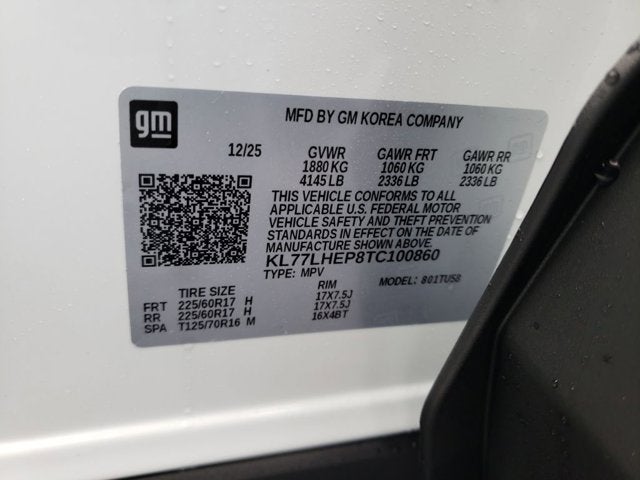 gm
MFD BY GM KOREA COMPANY
12/25 GVWR GAWR FRT GAWR RR
1880 KG 1060 KG 1060 KG
4145 LB 2336 LB 2336 LB
THIS VEHICLE CONFORMS TO ALL
APPLICABLE U.S. FEDERAL MOTOR
VEHICLE SAFETY AND THEFT PREVENTION
STANDARDS IN EFFECT ON THE DATE OF
MANUFACTURE SHOWN ABOVE.
KL77LHEP8TC100860
TYPE: MPV MODEL: 801TU58
TIRE SIZE RIM
FRT 225/60R17 H 17X7.5J
RR 225/60R17 H 17X7.5J
SPA T125/70R16 M 16X4BT